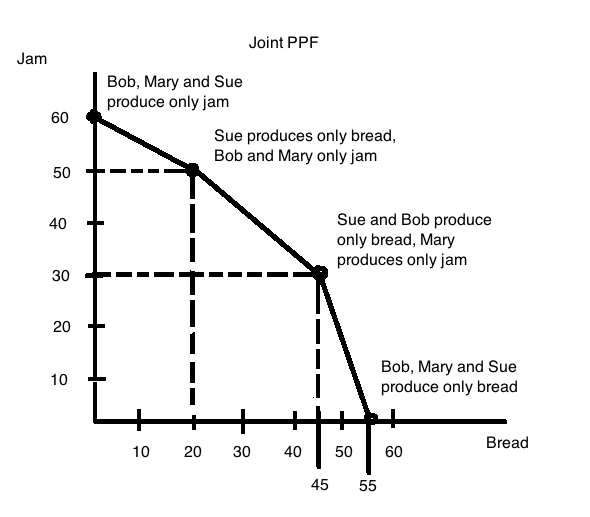 Joint PPF
Jam
Bob, Mary and Sue
produce only jam
60
Sue produces only bread,
Bob and Mary only jam
50
Sue and Bob produce
only bread, Mary
produces only jam
40
30
20
Bob, Mary and Sue
produce only bread
10
Bread
10 20 30 40 50 60
45 55